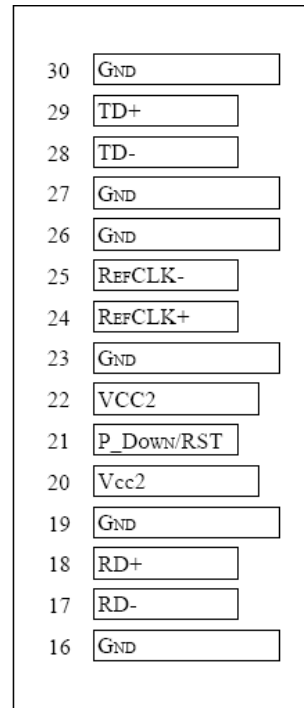 30 GND
29 TD+
28 TD-
27 GND
26 GND
25 REFCLK-
24 REFCLK+
23 GND
22 VCC2
21 P_DOWN/RST
20 Vcc2
19 GND
18 RD+
17 RD-
16 GND